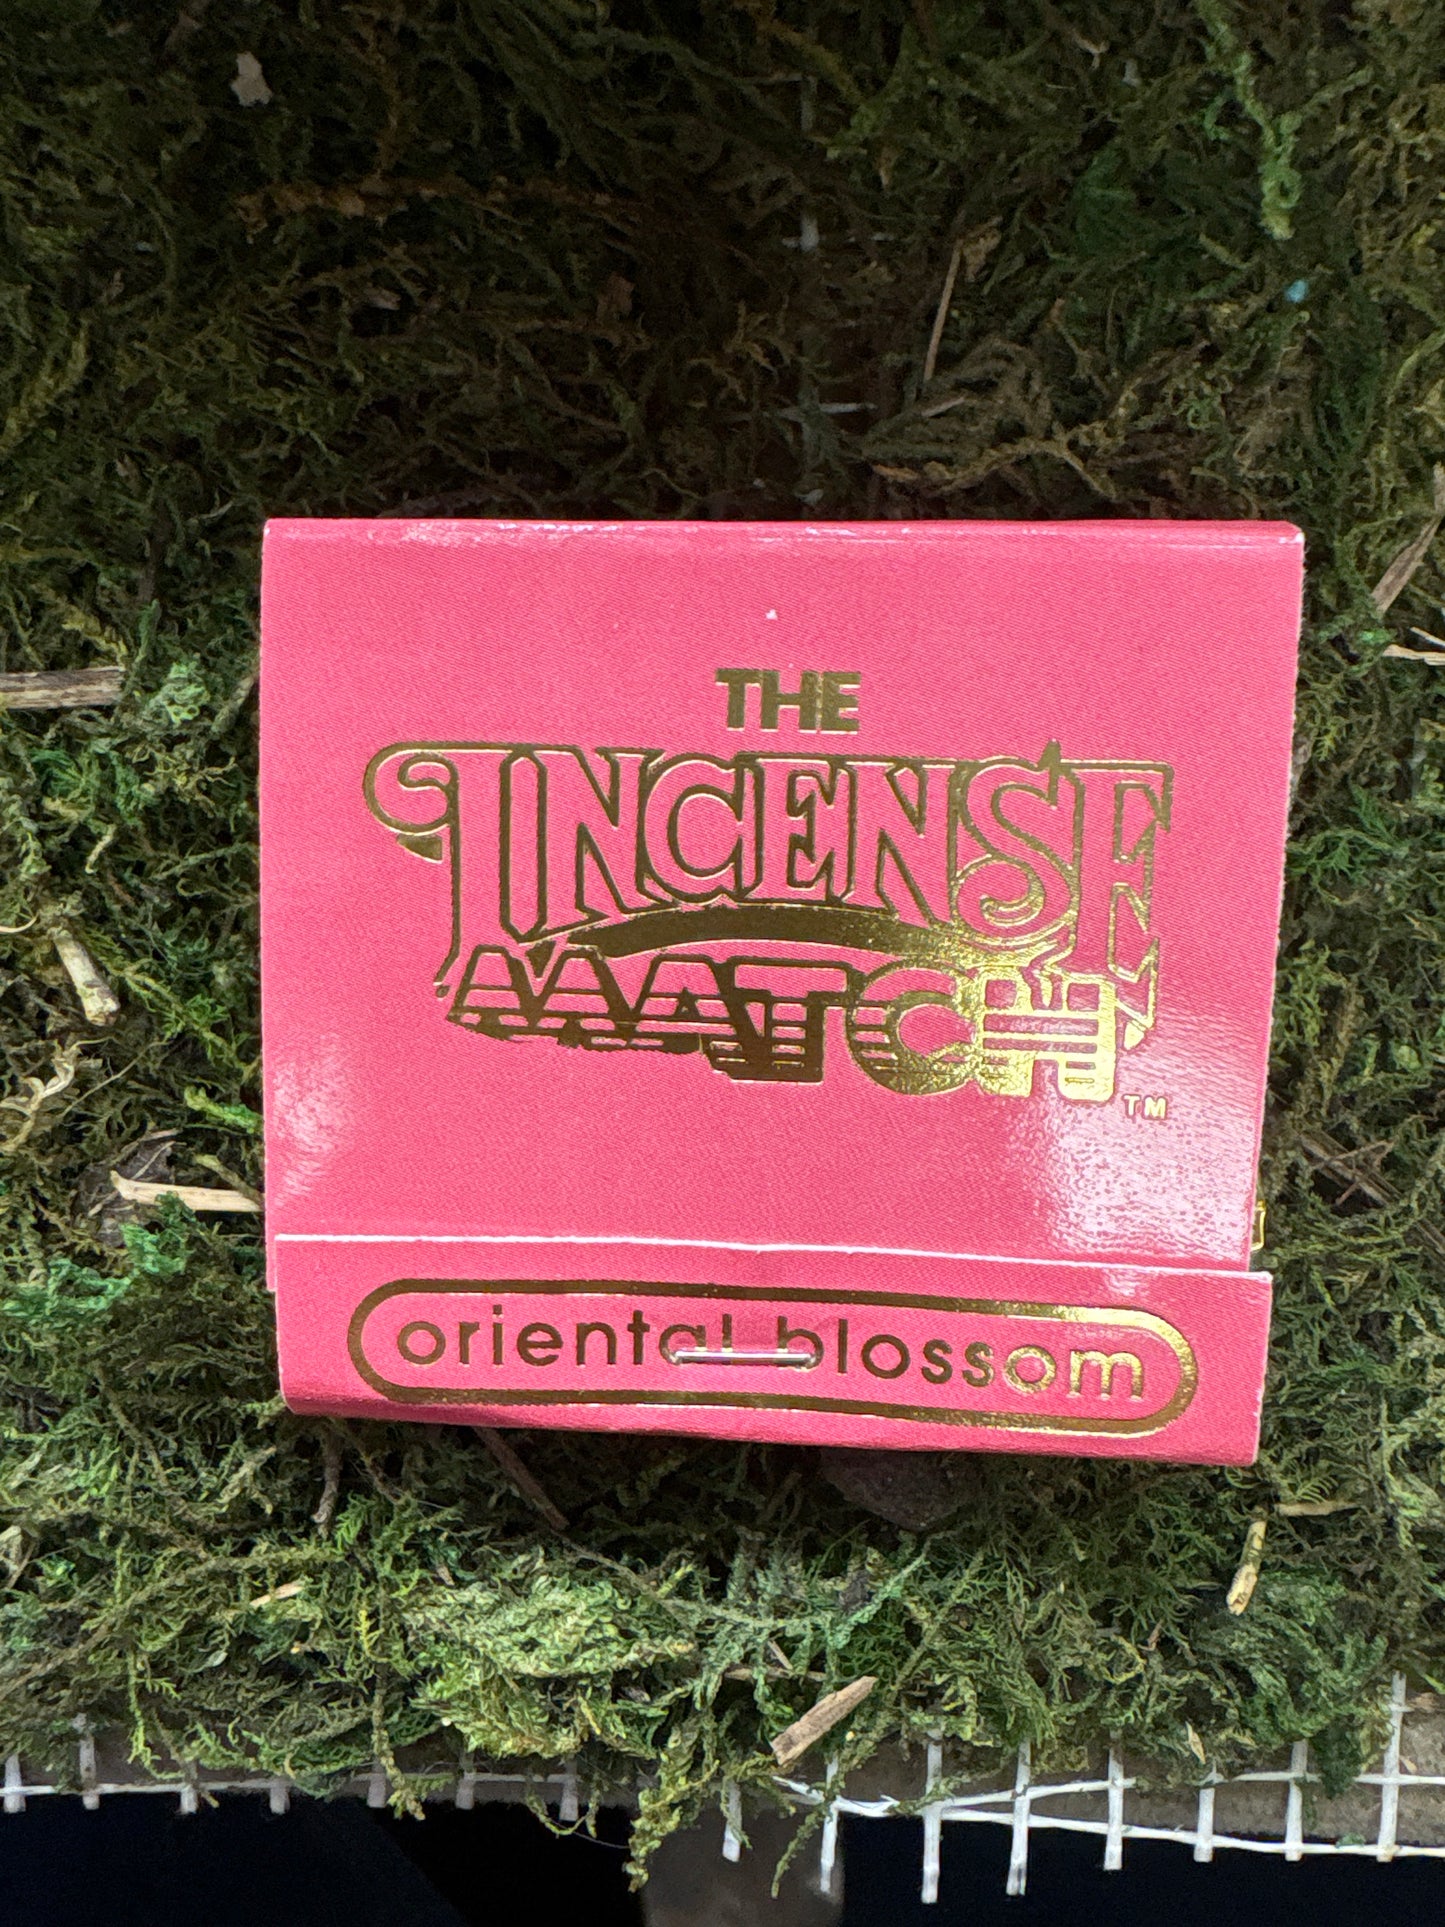 THE
INCENSE
MATCH TM
oriental blossom